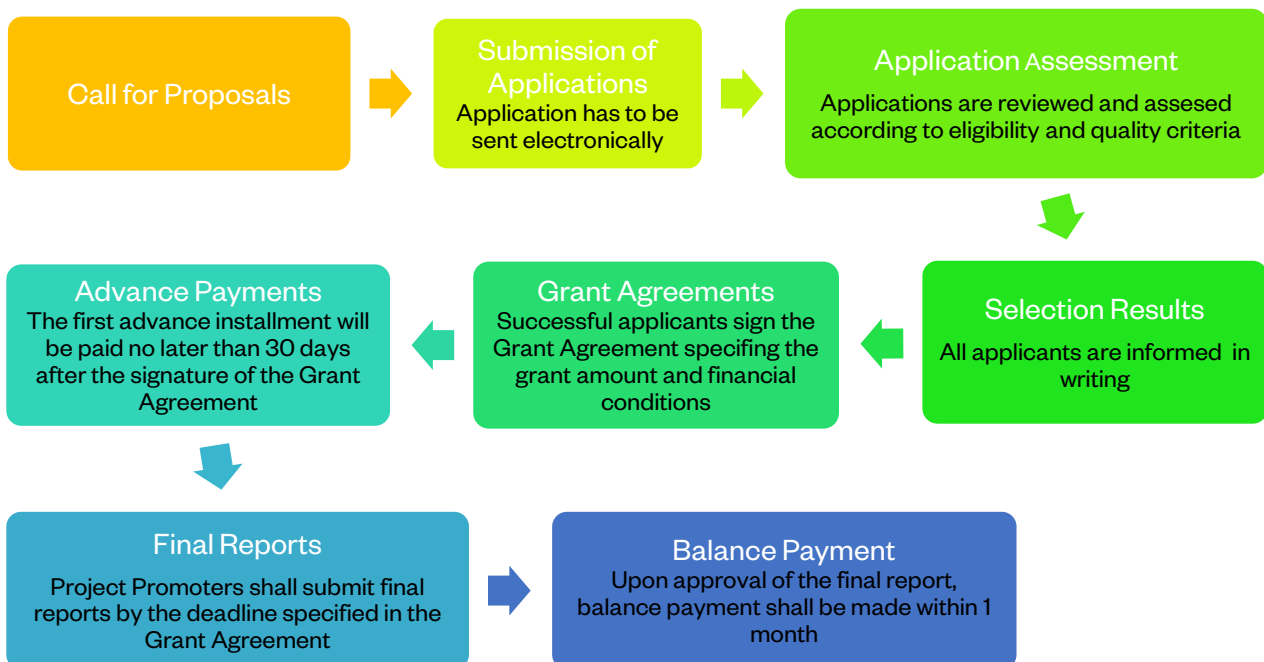 Call for Proposals
Submission of
Applications
Application has to be
sent electronically
Application Assessment
Applications are reviewed and assesed
according to eligibility and quality criteria
Selection Results
All applicants are informed in
writing
Grant Agreements
Successful applicants sign the
Grant Agreement specifing the
grant amount and financial
conditions
Advance Payments
The first advance installment will
be paid no later than 30 days
after the signature of the Grant
Agreement
Final Reports
Project Promoters shall submit final
reports by the deadline specified in the
Grant Agreement
Balance Payment
Upon approval of the final report,
balance payment shall be made within 1
month